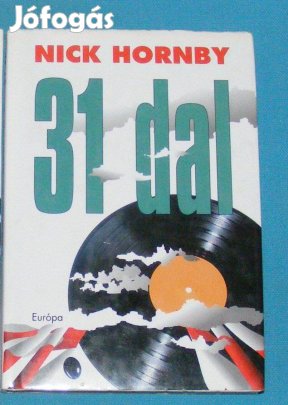 Jófogás
NICK HORNBY
31 dal
Európa